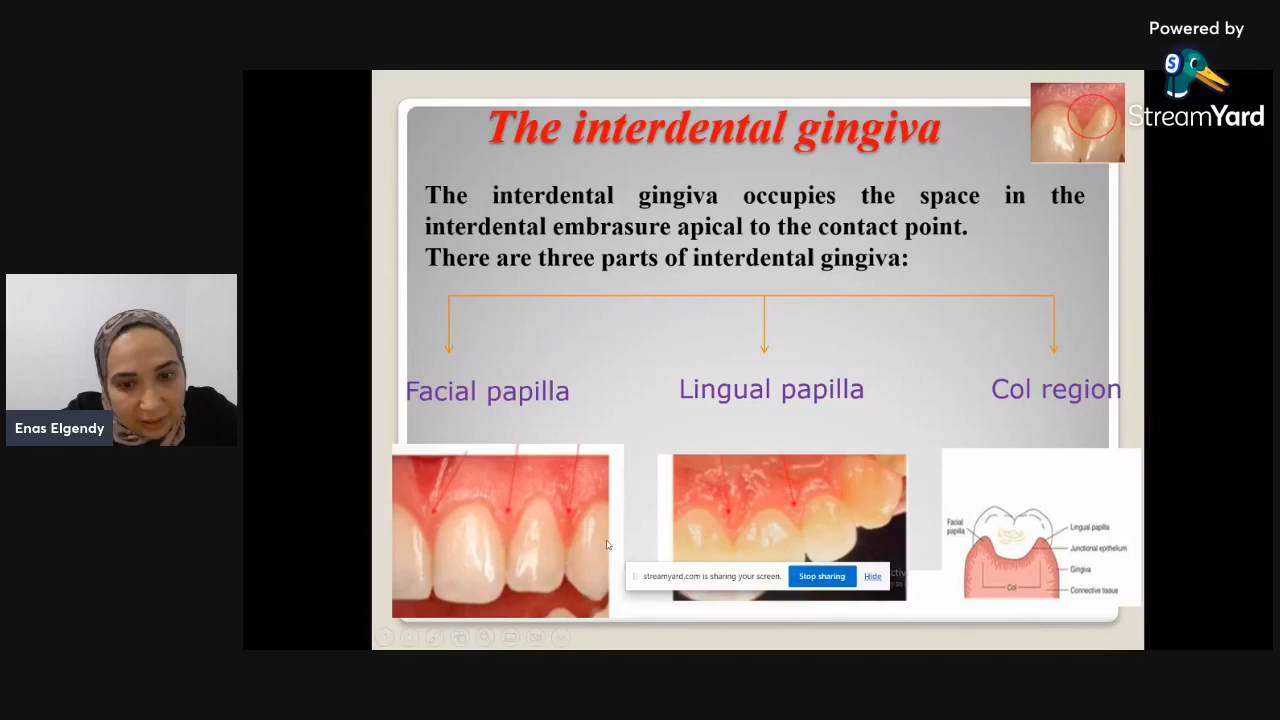 Powered by
StreamYard
The interdental gingiva
The interdental gingiva occupies the space in the
interdental embrasure apical to the contact point.
There are three parts of interdental gingiva:
Facial papilla
Lingual papilla
Col region
Enas Elgendy
Facial
papilla
Lingual papilla
Junctional epithelium
Gingiva
Col
Connective tissue
streamyard.com is sharing your screen.
Stop sharing
Hide